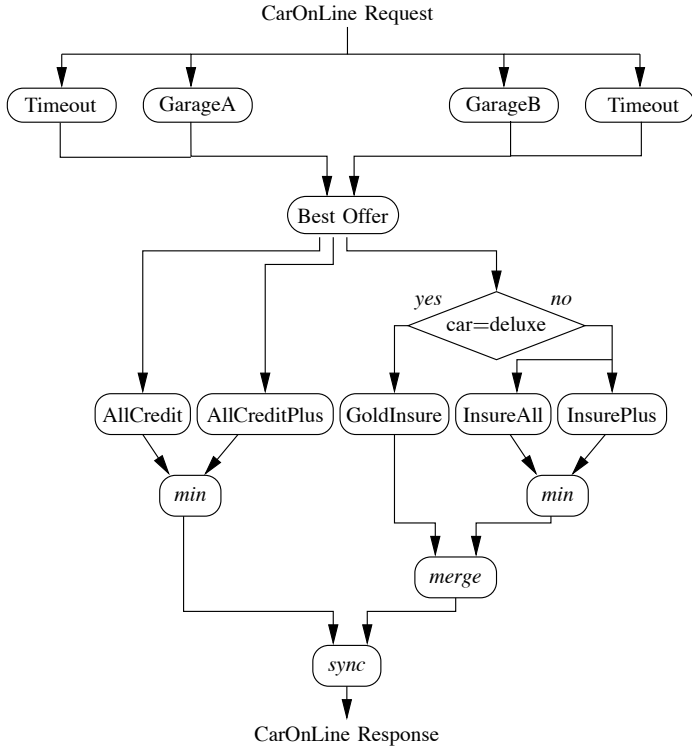 CarOnLine Request
Timeout
GarageA
GarageB
Timeout
Best Offer
yes
no
car=deluxe
AllCredit
AllCreditPlus
GoldInsure
InsureAll
InsurePlus
min
min
merge
sync
CarOnLine Response